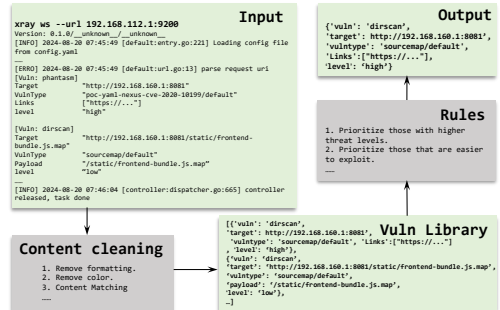 Input
xray ws --url 192.168.112.1:9200
Version: 0.1.0/__unknown__/__unknown__
[INFO] 2024-08-20 07:45:49 [default:entry.go:221] Loading config file
from config.yaml
……
[ERRO] 2024-08-20 07:45:49 [default:url.go:13] parse request uri
[Vuln: phantasm]
Target "http://192.168.160.1:8081"
VulnType "poc-yaml-nexus-cve-2020-10199/default"
Links ["https://..."]
level "high"
[Vuln: dirscan]
Target "http://192.168.160.1:8081/static/frontend-
bundle.js.map"
VulnType "sourcemap/default"
Payload "/static/frontend-bundle.js.map"
level "low"
……
[INFO] 2024-08-20 07:46:04 [controller:dispatcher.go:665] controller
released, task done
Content cleaning
1. Remove formatting.
2. Remove color.
3. Content Matching
……
Vuln Library
[{'vuln': 'dirscan',
'target': http://192.168.160.1:8081',
'vulntype': 'sourcemap/default', 'Links':["https:..."]
, 'level': 'high'},
{'vuln': 'dirscan',
'target': 'http://192.168.160.1:8081/static/frontend-bundle.js.map',
'vulntype': 'sourcemap/default',
'payload': '/static/frontend-bundle.js.map',
'level': 'low'},
…]
Rules
1. Prioritize those with higher
threat levels.
2. Prioritize those that are easier
to exploit.
……
Output
{'vuln': 'dirscan',
'target': http://192.168.160.1:8081',
'vulntype': 'sourcemap/default',
'Links':["https://..."],
'level': 'high'}